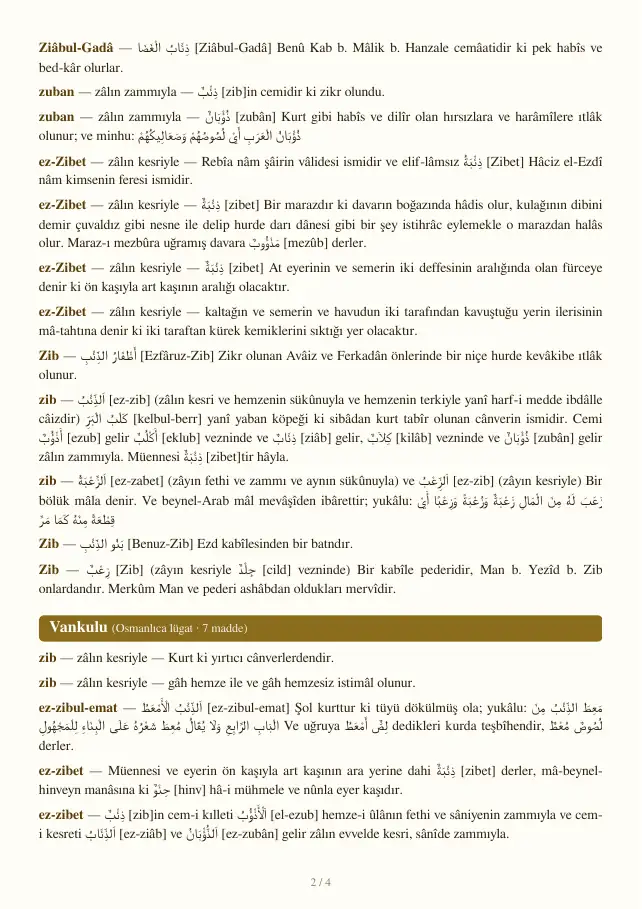 Ziâbul-Gadâ — ذِئَابُ الْغَضَا [Ziâbul-Gadâ] Benû Kab b. Mâlik b. Hanzale cemâatidir ki pek habîs ve
bed-kâr olurlar.
zuban — zâlın zammıyla — ذِئْبٌ [zib]in cemidir ki zikr olundu.
zuban — zâlın zammıyla — ذُؤْبَانٌ [zubân] Kurt gibi habîs ve dilîr olan hırsızlara ve harâmîlere ıtlâk
olunur; ve minhu: ذُؤْبَانُ الْعَرَبِ أَيْ لُصُوصُهُمْ وَصَعَالِيكُهُمْ
ez-Zibet — zâlın kesriyle — Rebîa nâm şâirin vâlidesi ismidir ve elif-lâmsız ذِئْبَةُ [Zibet] Hâciz el-Ezdî
nâm kimsenin feresi ismidir.
ez-Zibet — zâlın kesriyle — ذِئْبَةٌ [zibet] Bir marazdır ki davarın boğazında hâdis olur, kulağının dibini
demir çuvaldız gibi nesne ile delip hurde darı dânesi gibi bir şey istihrâc eylemekle o marazdan halâs
olur. Maraz-ı mezbûra uğramış davara مَذْؤُوبٌ [mezûb] derler.
ez-Zibet — zâlın kesriyle — ذِئْبَةٌ [zibet] At eyerinin ve semerin iki deffesinin aralığında olan fürceye
denir ki ön kaşıyla art kaşının aralığı olacaktır.
ez-Zibet — zâlın kesriyle — kaltağın ve semerin ve havudun iki tarafından kavuştuğu yerin ilerisinin
mâ-tahtına denir ki iki taraftan kürek kemiklerini sıktığı yer olacaktır.
Zib — أَظْفَارُ الذِّئْبِ [Ezfâruz-Zib] Zikr olunan Avâiz ve Ferkadân önlerinde bir niçe hurde kevâkibe ıtlâk
olunur.
zib — اَلذِّئْبُ [ez-zib] (zâlın kesri ve hemzenin sükûnuyla ve hemzenin terkiyle yanî harf-i medde ibdâlle
câizdir) كَلْبُ الْبَرِّ [kelbul-berr] yanî yaban köpeği ki sibâdan kurt tabîr olunan cânverin ismidir. Cemi
أَذْؤُبٌ [ezub] gelir أَكْلُبٌ [eklub] vezninde ve ذِئَابٌ [ziâb] gelir, كِلاَبٌ [kilâb] vezninde ve ذُؤْبَانٌ [zubân] gelir
zâlın zammıyla. Müennesi ذِئْبَةٌ [zibet]tir hâyla.
zib — اَلزَّعْبَةُ [ez-zabet] (zâyın fethi ve zammı ve aynın sükûnuyla) ve اَلزِّعْبُ [ez-zib] (zâyın kesriyle) Bir
bölük mâla denir. Ve beynel-Arab mâl mevâşîden ibârettir; yukâlu: زَعَبَ لَهُ مِنَ الْمَالِ زَعْبَةً وَزُعْبَةً وَزِعْبًا أَيْ
قِطْعَةً مِنْهُ كَمَا مَرَّ
Zib — بَنُو الذِّئْبِ [Benuz-Zib] Ezd kabîlesinden bir batndır.
Zib — زِعْبٌ [Zib] (zâyın kesriyle جِلْدٌ [cild] vezninde) Bir kabîle pederidir, Man b. Yezîd b. Zib
onlardandır. Merkûm Man ve pederi ashâbdan oldukları mervîdir.
Vankulu (Osmanlıca lügat · 7 madde)
zib — zâlın kesriyle — Kurt ki yırtıcı cânverlerdendir.
zib — zâlın kesriyle — gâh hemze ile ve gâh hemzesiz istimâl olunur.
ez-zibul-emat — اَلذِّئْبُ الْأَمْعَطُ [ez-zibul-emat] Şol kurttur ki tüyü dökülmüş ola; yukâlu: مَعِطَ الذِّئْبُ مِنَ
الْبَابِ الرَّابِعِ وَلَا يُقَالُ مُعِطَ شَعْرُهُ عَلَى الْبِنَاءِ لِلْمَجْهُولِ Ve uğruya لِصٌّ أَمْعَطُ dedikleri kurda teşbîhendir, لُصُوصٌ مُعْطٌ
derler.
ez-zibet — Müennesi ve eyerin ön kaşıyla art kaşının ara yerine dahi ذِئْبَةٌ [zibet] derler, mâ-beynel-
hinveyn manâsına ki حِنْوٌ [hinv] hâ-i mühmele ve nûnla eyer kaşıdır.
ez-zibet — ذِئْبٌ [zib]in cem-i kılleti اَلْأَذْؤُبُ [el-ezub] hemze-i ûlânın fethi ve sâniyenin zammıyla ve cem-
i kesreti اَلذِّئَابُ [ez-ziâb] ve اَلذُّؤْبَانُ [ez-zubân] gelir zâlın evvelde kesri, sânîde zammıyla.
2 / 4